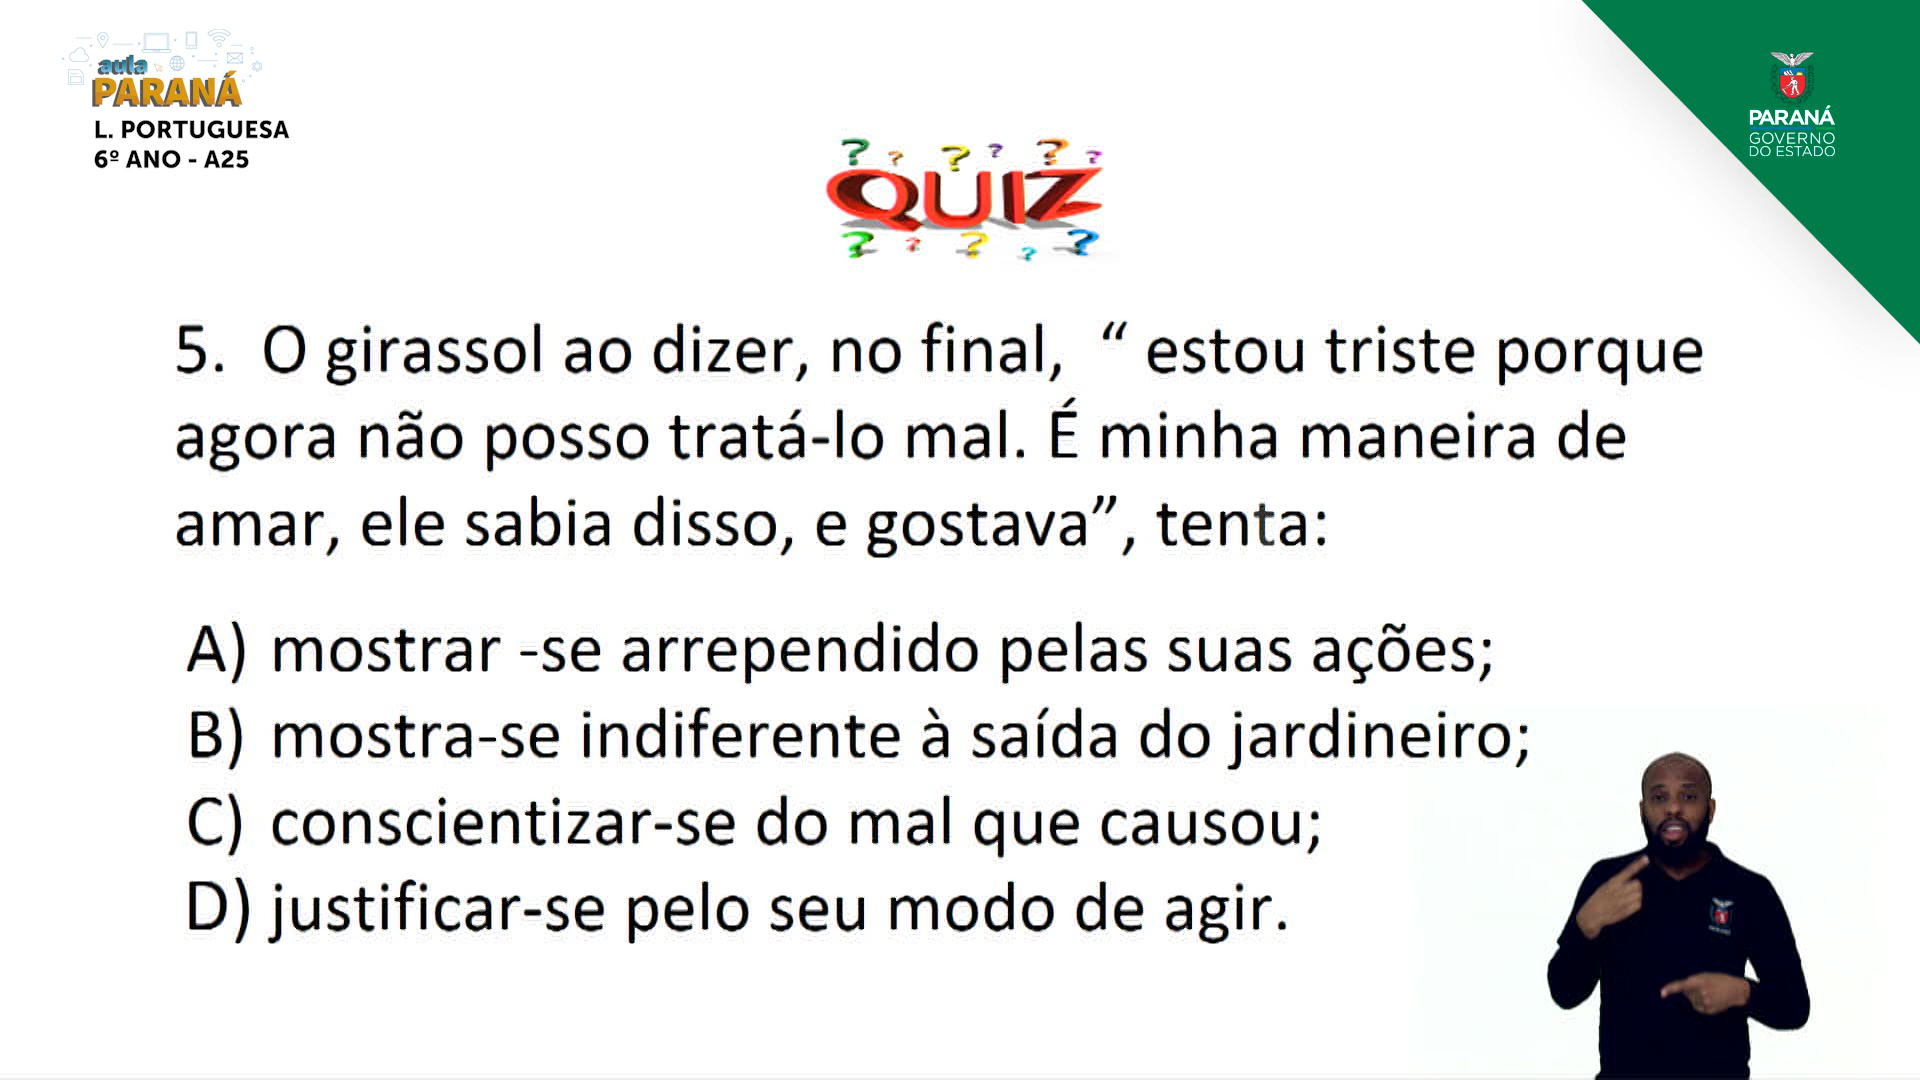 aula
PARANÁ
L. PORTUGUESA
6º ANO - A25
PARANÁ
GOVERNO
DO ESTADO
? ? ? ? ? ?
QUIZ
? ? ? ? ?
5. O girassol ao dizer, no final, “ estou triste porque
agora não posso tratá-lo mal. É minha maneira de
amar, ele sabia disso, e gostava”, tenta:
A) mostrar -se arrependido pelas suas ações;
B) mostra-se indiferente à saída do jardineiro;
C) conscientizar-se do mal que causou;
D) justificar-se pelo seu modo de agir.